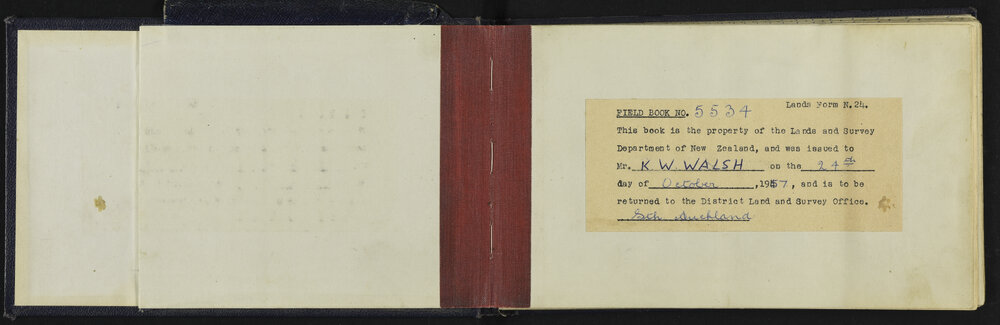 Lands Form N.24.
FIELD BOOK NO. 5534
This book is the property of the Lands and Survey
Department of New Zealand, and was issued to
Mr. K. W. WALSH on the 24th
day of October, 1957, and is to be
returned to the District Land and Survey Office.
Sth. Auckland